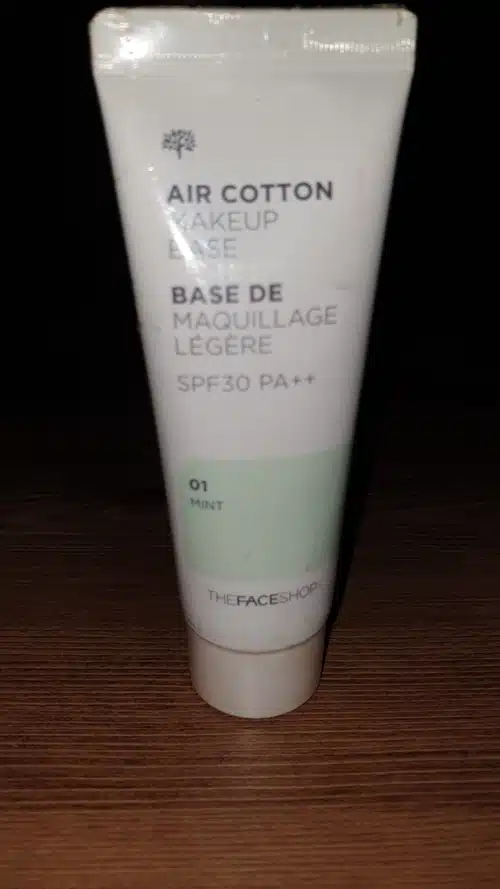 AIR COTTON
MAKEUP
BASE
BASE DE
MAQUILLAGE
LÉGÈRE
SPF30 PA++
01
MINT
THEFACESHOP